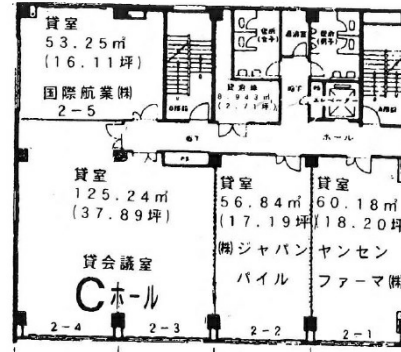 貸室
53.25㎡
(16.11坪)
国際航業(株)
2-5
廊下
ホール
貸室
125.24㎡
(37.89坪)
貸会議室
Cホール
貸室
56.84㎡
(17.19坪)
(株)ジャパン
パイル
貸室
60.18㎡
(18.20坪)
ヤンセン
ファーマ(株)
2-4
2-3
2-2
2-1